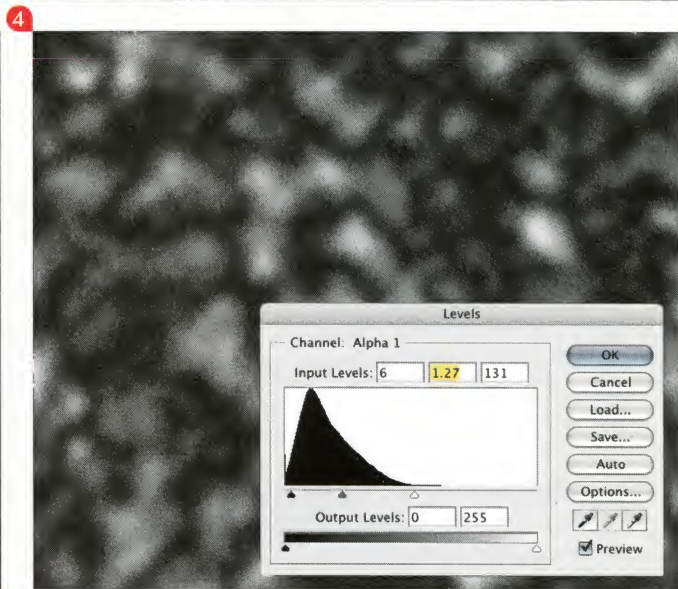 4
Levels
Channel: Alpha 1
Input Levels: 6 1.27 131
OK
Cancel
Load...
Save...
Auto
Options...
Output Levels: 0 255
Preview